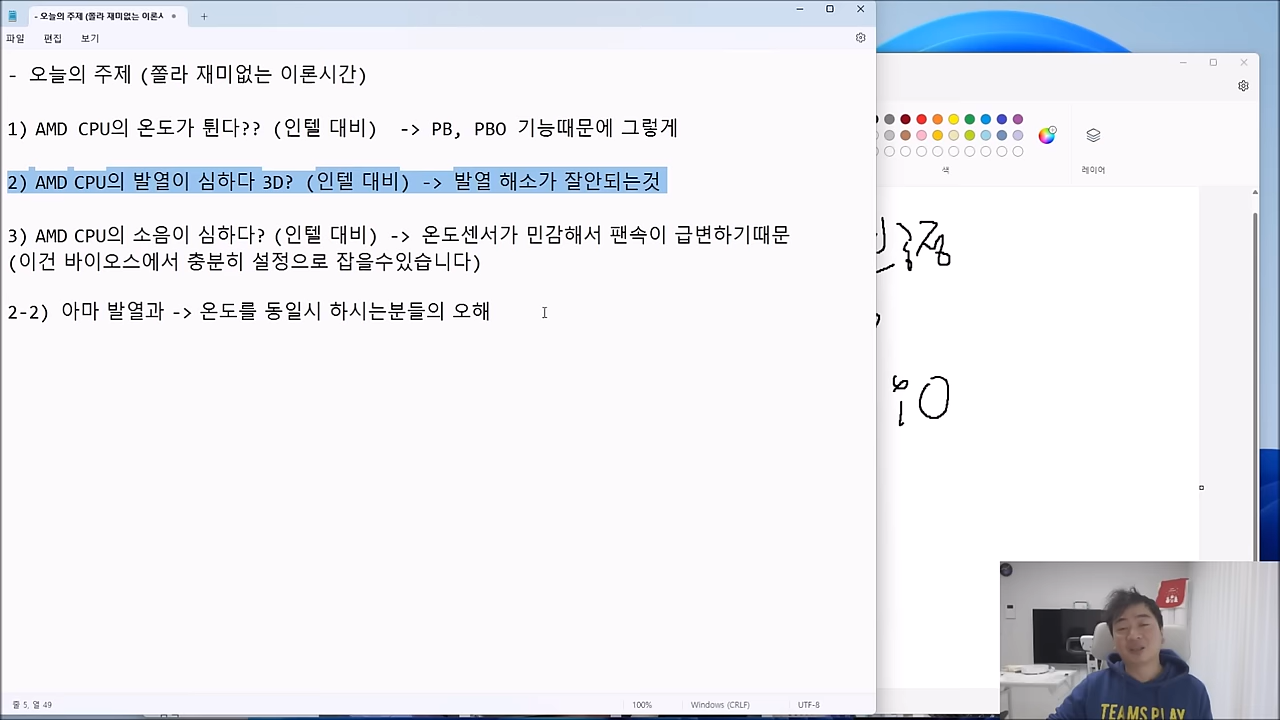 - 오늘의 주제 (쫄라 재미없는 이론시간)
파일 편집 보기
- 오늘의 주제 (쫄라 재미없는 이론시간)
1) AMD CPU의 온도가 튄다?? (인텔 대비) -> PB, PBO 기능때문에 그렇게
2) AMD CPU의 발열이 심하다 3D? (인텔 대비) -> 발열 해소가 잘안되는것
3) AMD CPU의 소음이 심하다? (인텔 대비) -> 온도센서가 민감해서 팬속이 급변하기때문
(이건 바이오스에서 충분히 설정으로 잡을수있습니다)
2-2) 아마 발열과 -> 온도를 동일시 하시는분들의 오해
줄 5, 열 49
100%
Windows (CRLF)
UTF-8
색
레이어
TEAMS PLAY